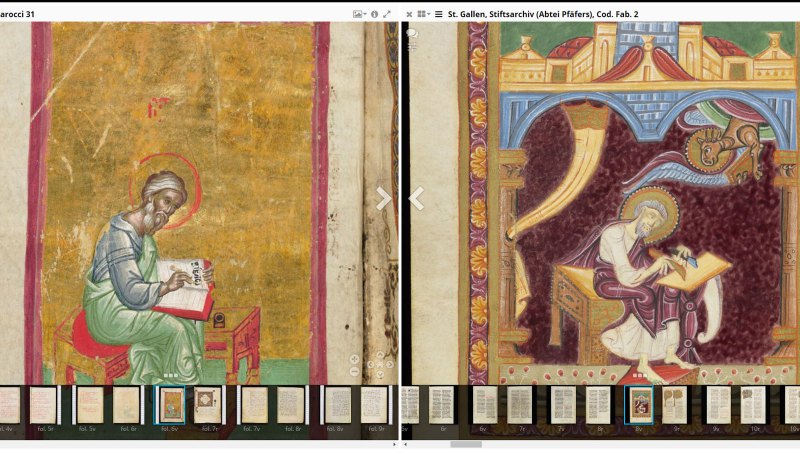 arocci 31
St. Gallen, Stiftsarchiv (Abtei Pfäfers), Cod. Fab. 2
fol. 4v
fol. 5r
fol. 5v
fol. 6r
fol. 6v
fol. 7r
fol. 7v
fol. 8r
fol. 8v
fol. 9r
6r
6v
7r
7v
8r
8v
9r
9v
10r
10v